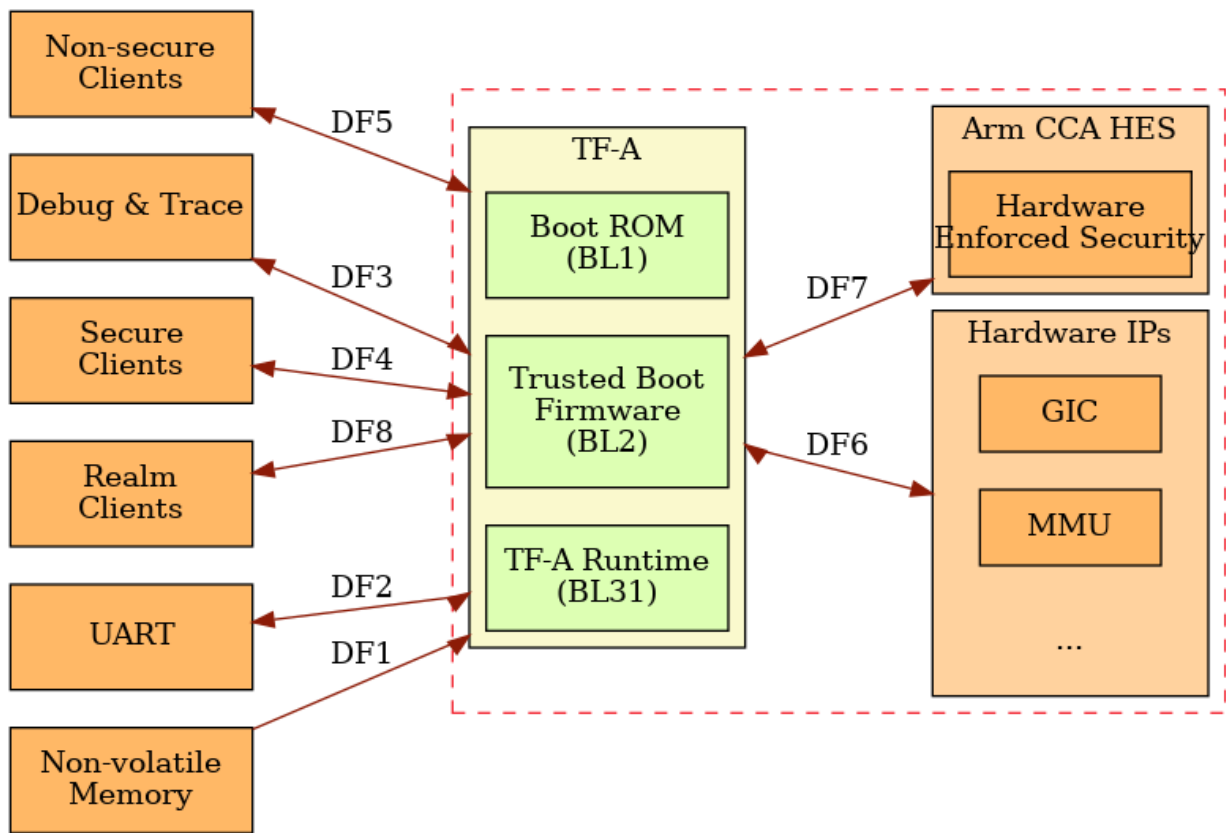 Non-secure
Clients
Debug & Trace
Secure
Clients
Realm
Clients
UART
Non-volatile
Memory
DF5
DF3
DF4
DF8
DF2
DF1
TF-A
Boot ROM
(BL1)
Trusted Boot
Firmware
(BL2)
TF-A Runtime
(BL31)
DF7
DF6
Arm CCA HES
Hardware
Enforced Security
Hardware IPs
GIC
MMU
...